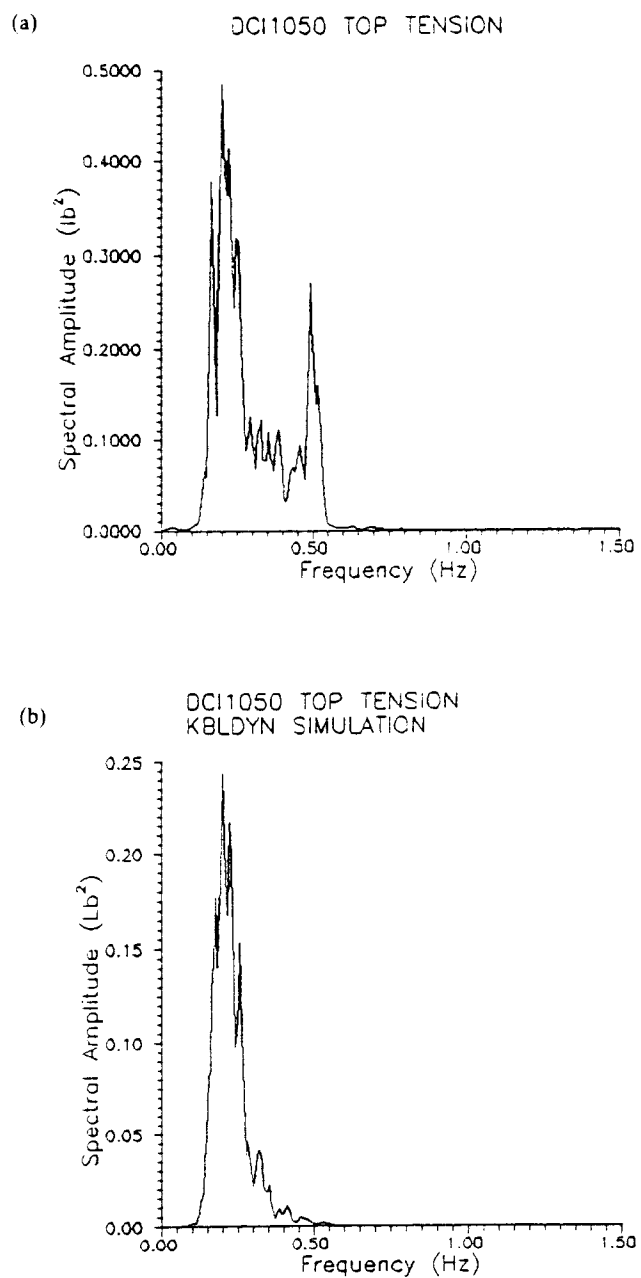 (a)
DCI1050 TOP TENSION
0.5000
0.4000
0.3000
0.2000
0.1000
0.0000
Spectral Amplitude (lb²)
0.00
0.50
1.00
1.50
Frequency (Hz)
(b)
DCI1050 TOP TENSION
KBLDYN SIMULATION
0.25
0.20
0.15
0.10
0.05
0.00
Spectral Amplitude (Lb²)
0.00
0.50
1.00
1.50
Frequency (Hz)